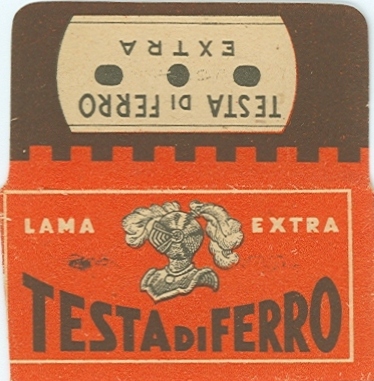 TESTA DI FERRO
EXTRA
LAMA EXTRA
TESTA DI FERRO